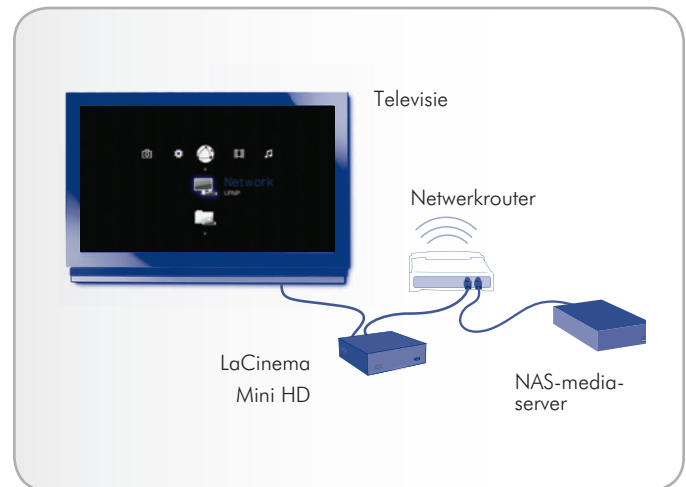 Televisie
Network
UPNP
Netwerkrouter
LaCinema
Mini HD
NAS-media-
server